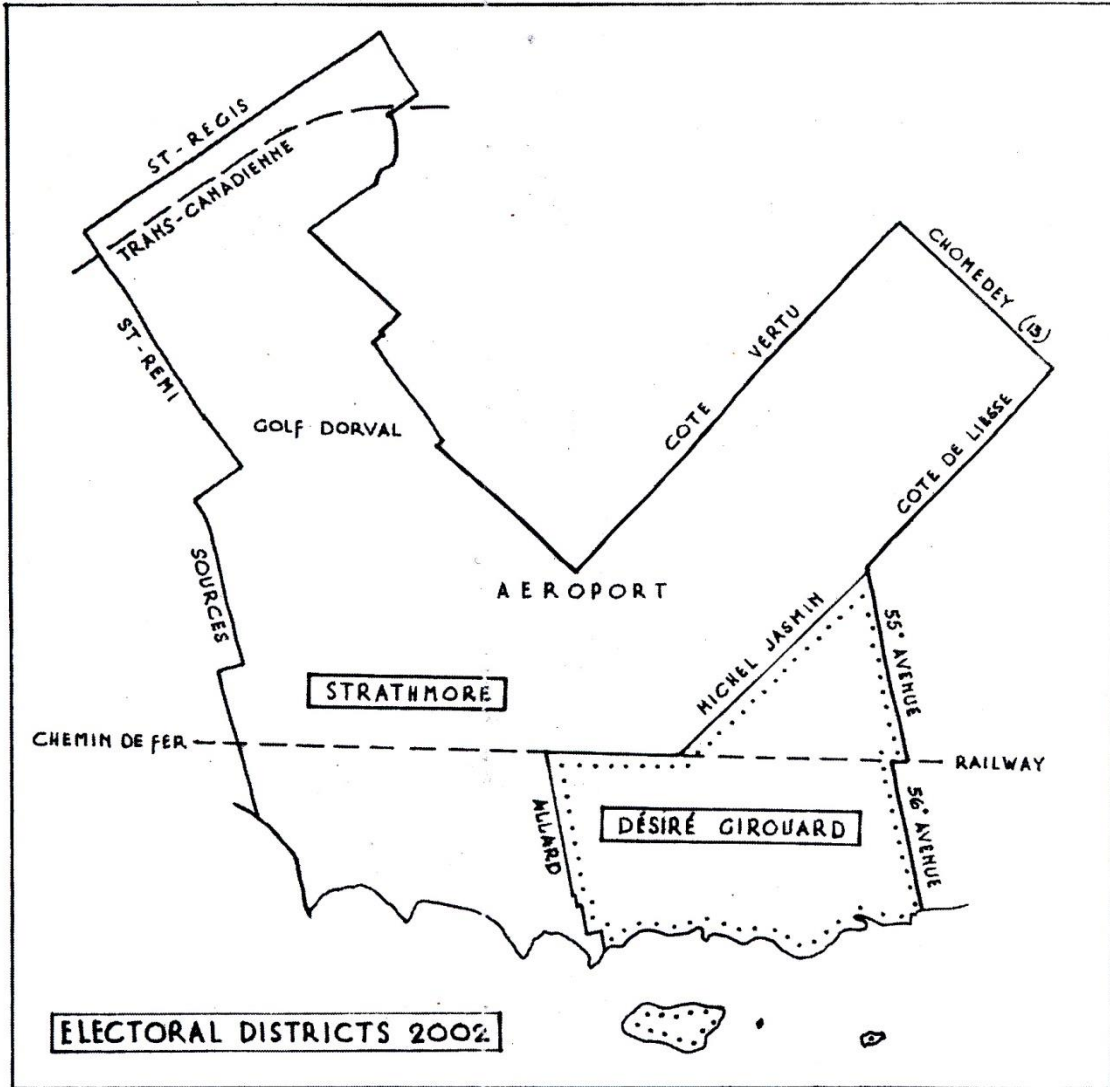 ST-REGIS
TRANS-CANADIENNE
CHOMEDEY (13)
ST-REMI
COTE VERTU
GOLF DORVAL
COTE DE LIESSE
SOURCES
AEROPORT
MICHEL JASMIN
55e AVENUE
STRATHMORE
CHEMIN DE FER
RAILWAY
ALLARD
DÉSIRÉ GIROUARD
56e AVENUE
ELECTORAL DISTRICTS 2002